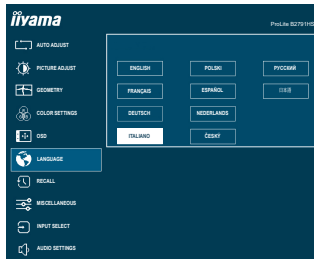 iiyama
ProLite B2791HS
AUTO ADJUST
PICTURE ADJUST
GEOMETRY
COLOR SETTINGS
OSD
LANGUAGE
RECALL
MISCELLANEOUS
INPUT SELECT
AUDIO SETTINGS
ENGLISH
POLSKI
РУССКИЙ
FRANÇAIS
ESPAÑOL
DEUTSCH
NEDERLANDS
ITALIANO
ČESKY